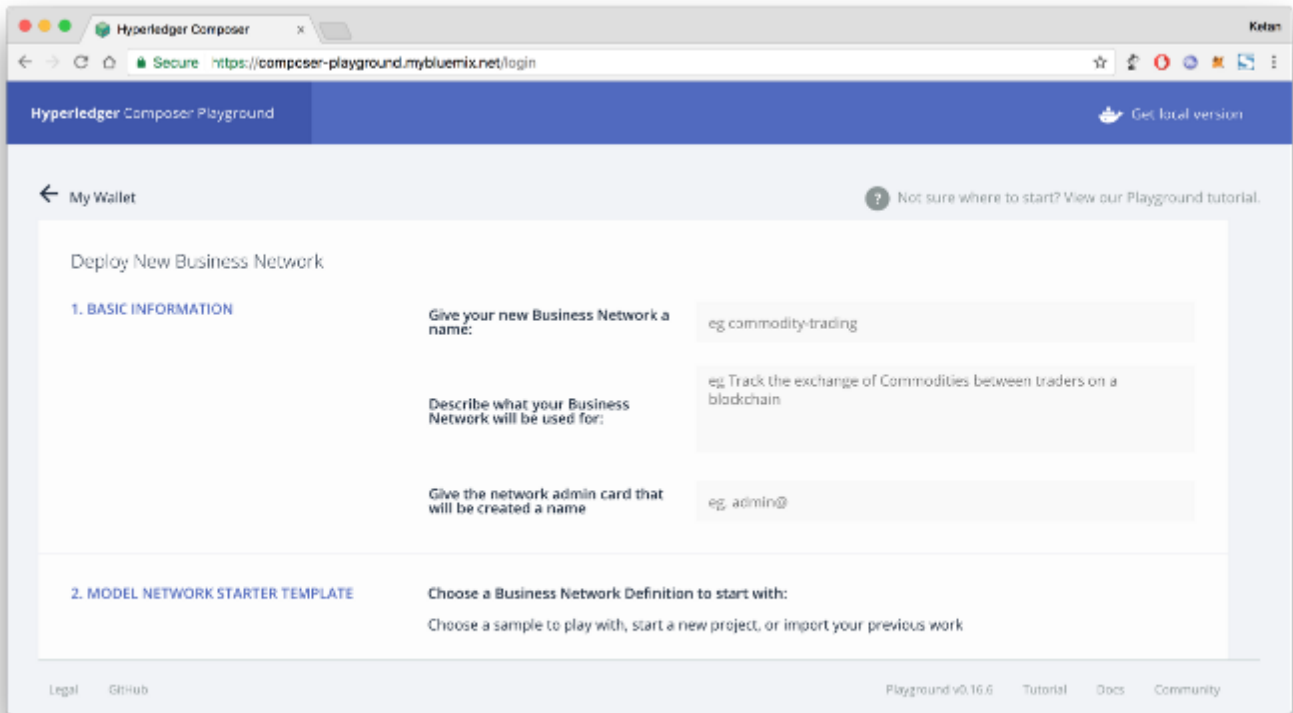 Hyperledger Composer
Ketan
Secure https://composer-playground.mybluemix.net/login
Hyperledger Composer Playground
Get local version
My Wallet
? Not sure where to start? View our Playground tutorial.
Deploy New Business Network
1. BASIC INFORMATION
Give your new Business Network a
name:
eg commodity-trading
Describe what your Business
Network will be used for:
eg Track the exchange of Commodities between traders on a
blockchain
Give the network admin card that
will be created a name
eg. admin@
2. MODEL NETWORK STARTER TEMPLATE
Choose a Business Network Definition to start with:
Choose a sample to play with, start a new project, or import your previous work
Legal GitHub
Playground v0.16.6 Tutorial Docs Community